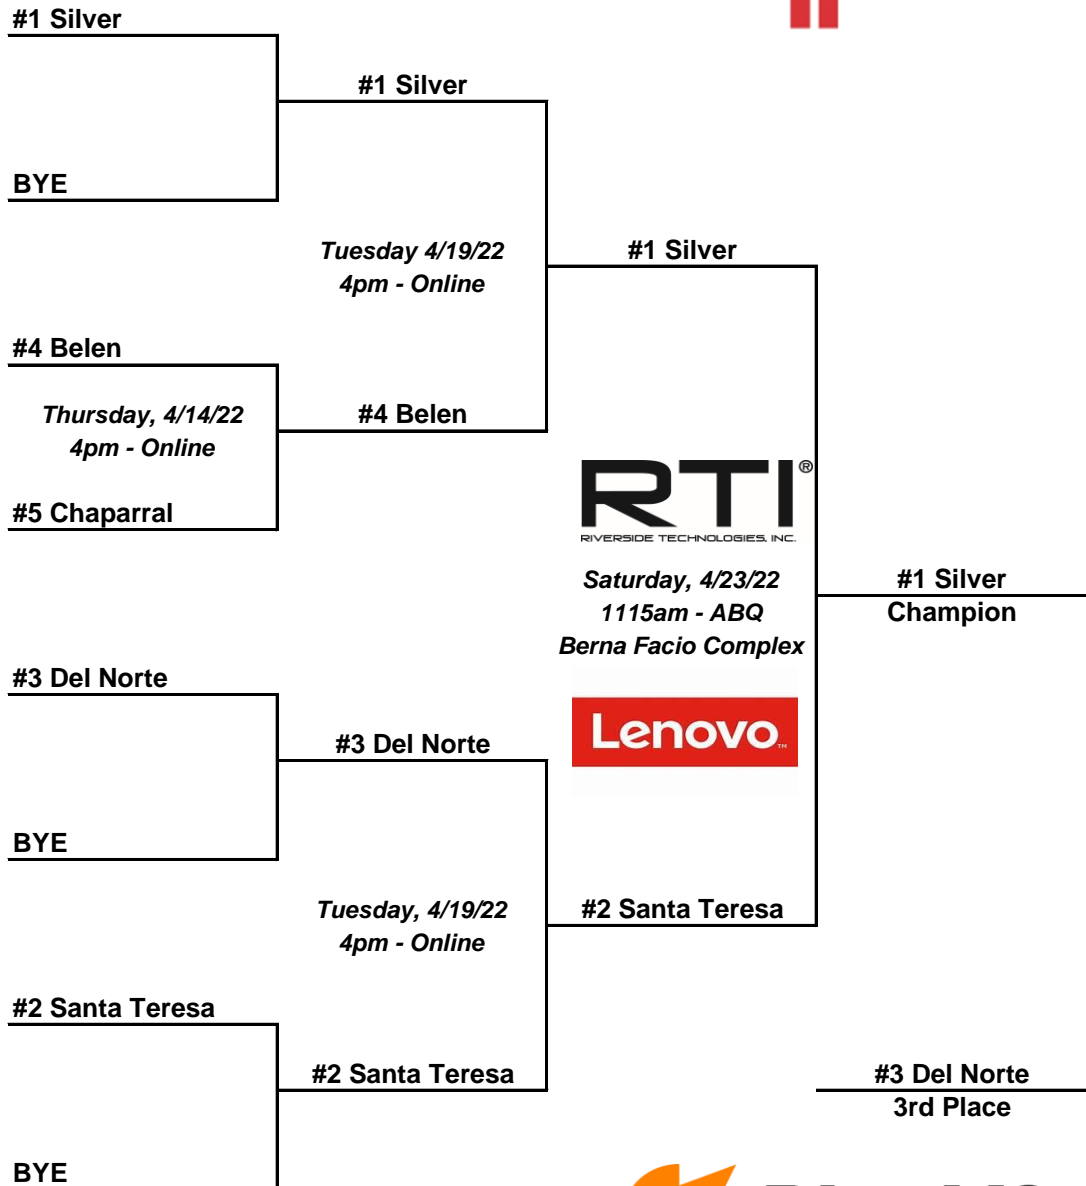 #1 Silver
#1 Silver
BYE
Tuesday 4/19/22
4pm - Online
#1 Silver
#4 Belen
Thursday, 4/14/22
4pm - Online
#4 Belen
#5 Chaparral
RTI®
RIVERSIDE TECHNOLOGIES, INC.
Saturday, 4/23/22
1115am - ABQ
Berna Facio Complex
#1 Silver
Champion
#3 Del Norte
Lenovo™
#3 Del Norte
BYE
Tuesday, 4/19/22
4pm - Online
#2 Santa Teresa
#2 Santa Teresa
#2 Santa Teresa
#3 Del Norte
3rd Place
BYE